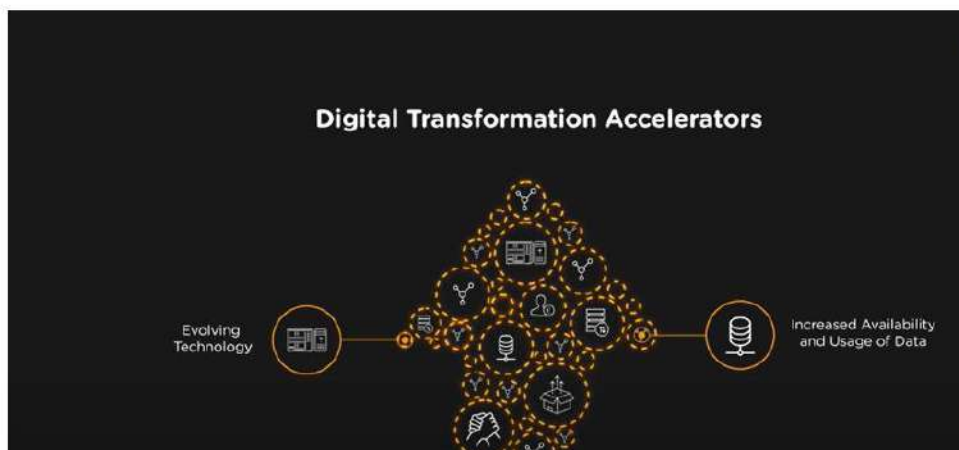 Digital Transformation Accelerators
Evolving
Technology
Increased Availability
and Usage of Data